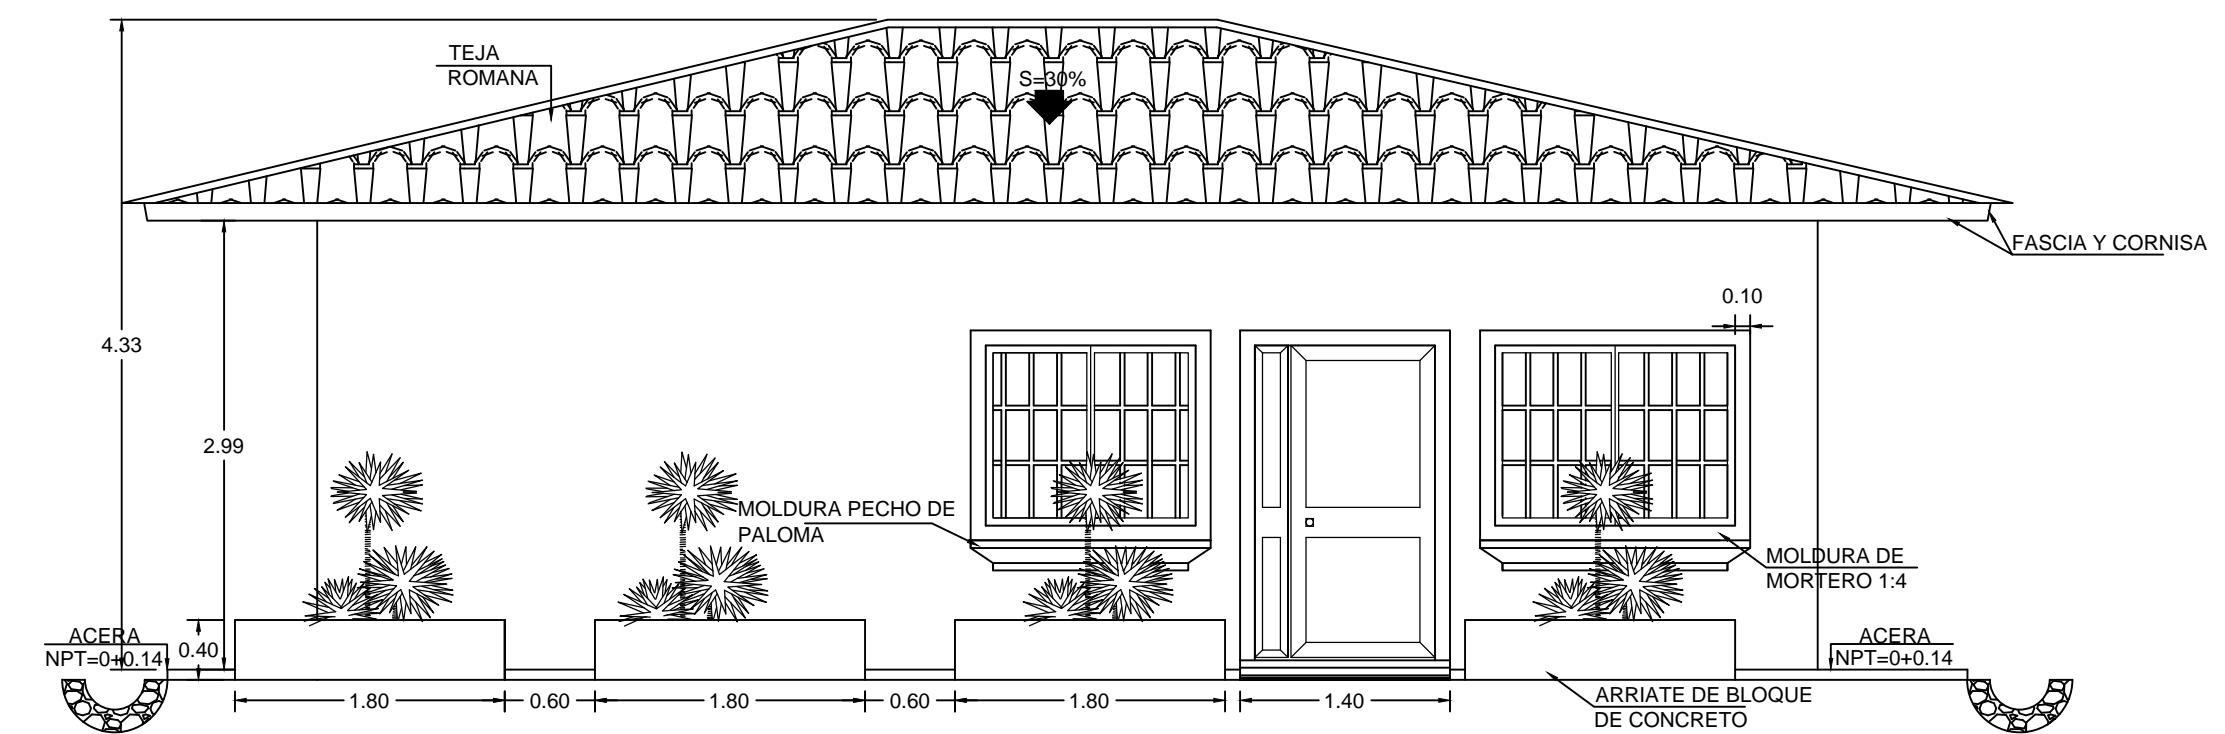 TEJA
ROMANA
S=30%
FASCIA Y CORNISA
0.10
4.33
2.99
MOLDURA PECHO DE
PALOMA
MOLDURA DE
MORTERO 1:4
ACERA
NPT=0+0.14
0.40
ACERA
NPT=0+0.14
1.80
0.60
1.80
0.60
1.80
1.40
ARRIATE DE BLOQUE
DE CONCRETO